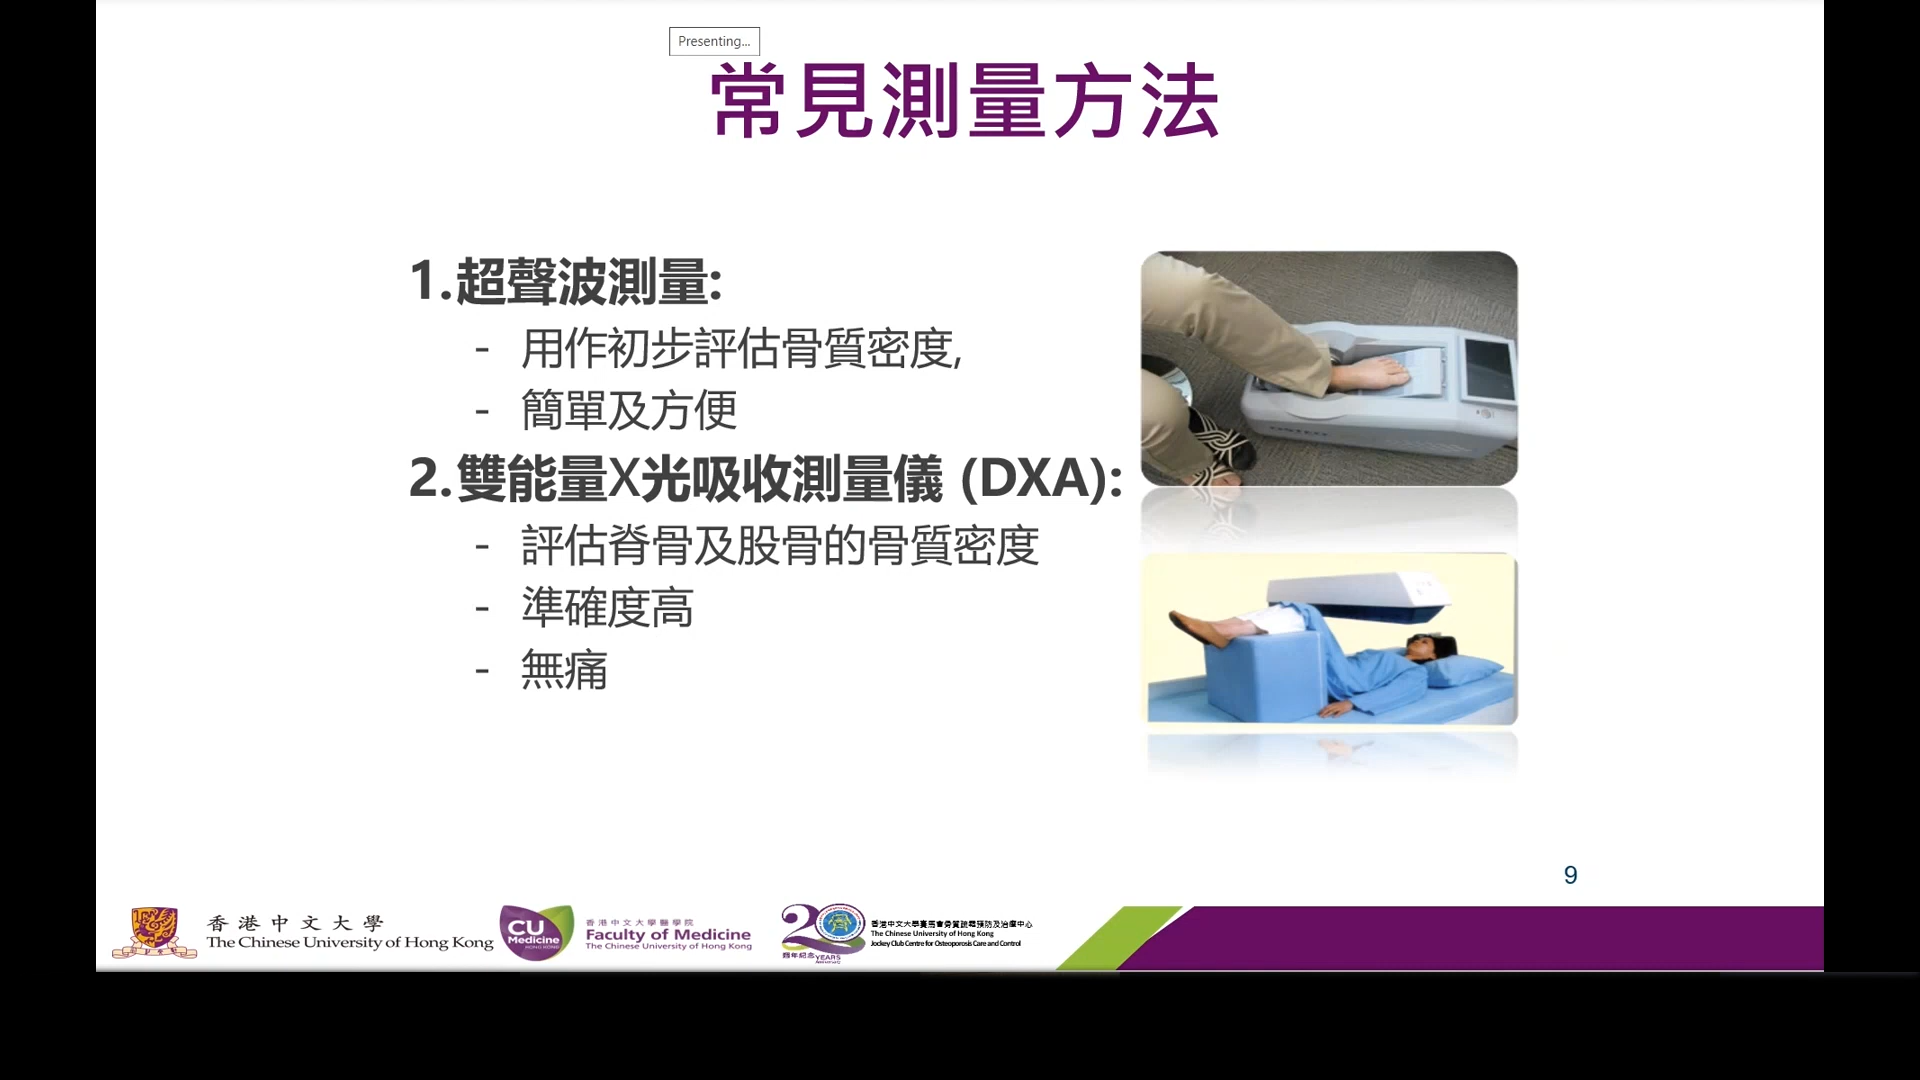 Presenting...
常見測量方法
1.超聲波測量:
- 用作初步評估骨質密度,
- 簡單及方便
2.雙能量X光吸收測量儀 (DXA):
- 評估脊骨及股骨的骨質密度
- 準確度高
- 無痛
9
香港中文大學
The Chinese University of Hong Kong
CU
Medicine
HONG KONG
香港中文大學醫學院
Faculty of Medicine
The Chinese University of Hong Kong
20
週年紀念 YEARS
香港中文大學賽馬會骨質疏鬆預防及治療中心
The Chinese University of Hong Kong
Jockey Club Centre for Osteoporosis Care and Control